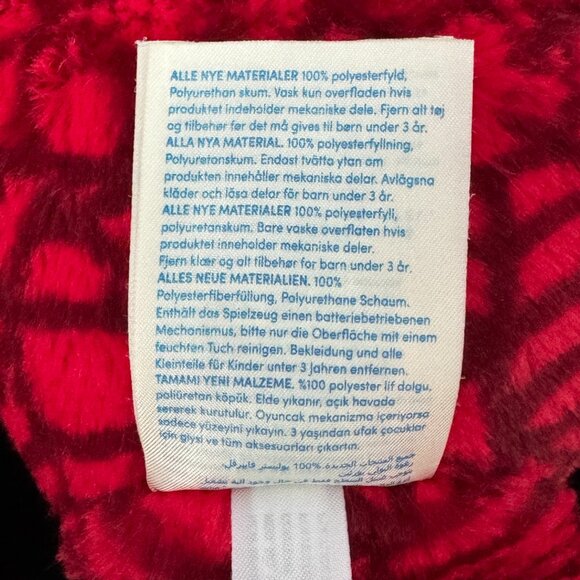 ALLE NYE MATERIALER 100% polyesterfyld,
Polyurethan skum. Vask kun overfladen hvis
produktet indeholder mekaniske dele. Fjern alt tøj
og tilbehør før det må gives til børn under 3 år.
ALLA NYA MATERIAL. 100% polyesterfyllning,
Polyuretonskum. Endast tvätta ytan om
produkten innehåller mekaniska delar. Avlägsna
kläder och lösa delar för barn under 3 år.
ALLE NYE MATERIALER 100% polyesterfyll,
polyuretanskum. Bare vaske overflaten hvis
produktet inneholder mekaniske deler.
Fjern klær og alt tilbehør for barn under 3 år.
ALLES NEUE MATERIALIEN. 100%
Polyesterfiberfüllung, Polyurethane Schaum.
Enthält das Spielzeug einen batteriebetriebenen
Mechanismus, bitte nur die Oberfläche mit einem
feuchten Tuch reinigen. Bekleidung und alle
Kleinteile für Kinder unter 3 Jahren entfernen.
TAMAMI YENİ MALZEME. %100 polyester lif dolgu.
poliüretan köpük. Elde yıkanır, açık havada
sererek kurutulur. Oyuncak mekanizma içeriyorsa
sadece yüzeyini yıkayın. 3 yaşından ufak çocuklar
için giysi ve tüm aksesuarları çıkartın.
جميع المنتجات الجديدة 100% بوليستر فايبرفل.